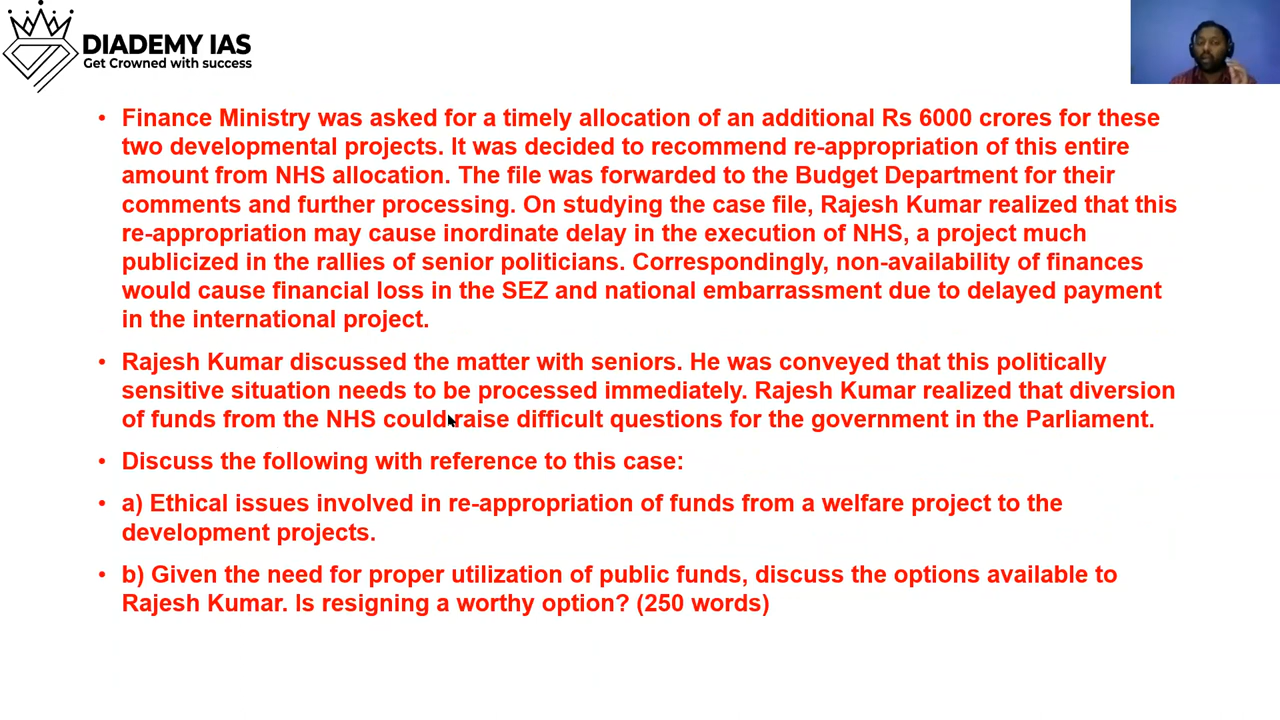 DIADEMY IAS
Get Crowned with success
• Finance Ministry was asked for a timely allocation of an additional Rs 6000 crores for these
two developmental projects. It was decided to recommend re-appropriation of this entire
amount from NHS allocation. The file was forwarded to the Budget Department for their
comments and further processing. On studying the case file, Rajesh Kumar realized that this
re-appropriation may cause inordinate delay in the execution of NHS, a project much
publicized in the rallies of senior politicians. Correspondingly, non-availability of finances
would cause financial loss in the SEZ and national embarrassment due to delayed payment
in the international project.
• Rajesh Kumar discussed the matter with seniors. He was conveyed that this politically
sensitive situation needs to be processed immediately. Rajesh Kumar realized that diversion
of funds from the NHS could raise difficult questions for the government in the Parliament.
• Discuss the following with reference to this case:
• a) Ethical issues involved in re-appropriation of funds from a welfare project to the
development projects.
• b) Given the need for proper utilization of public funds, discuss the options available to
Rajesh Kumar. Is resigning a worthy option? (250 words)